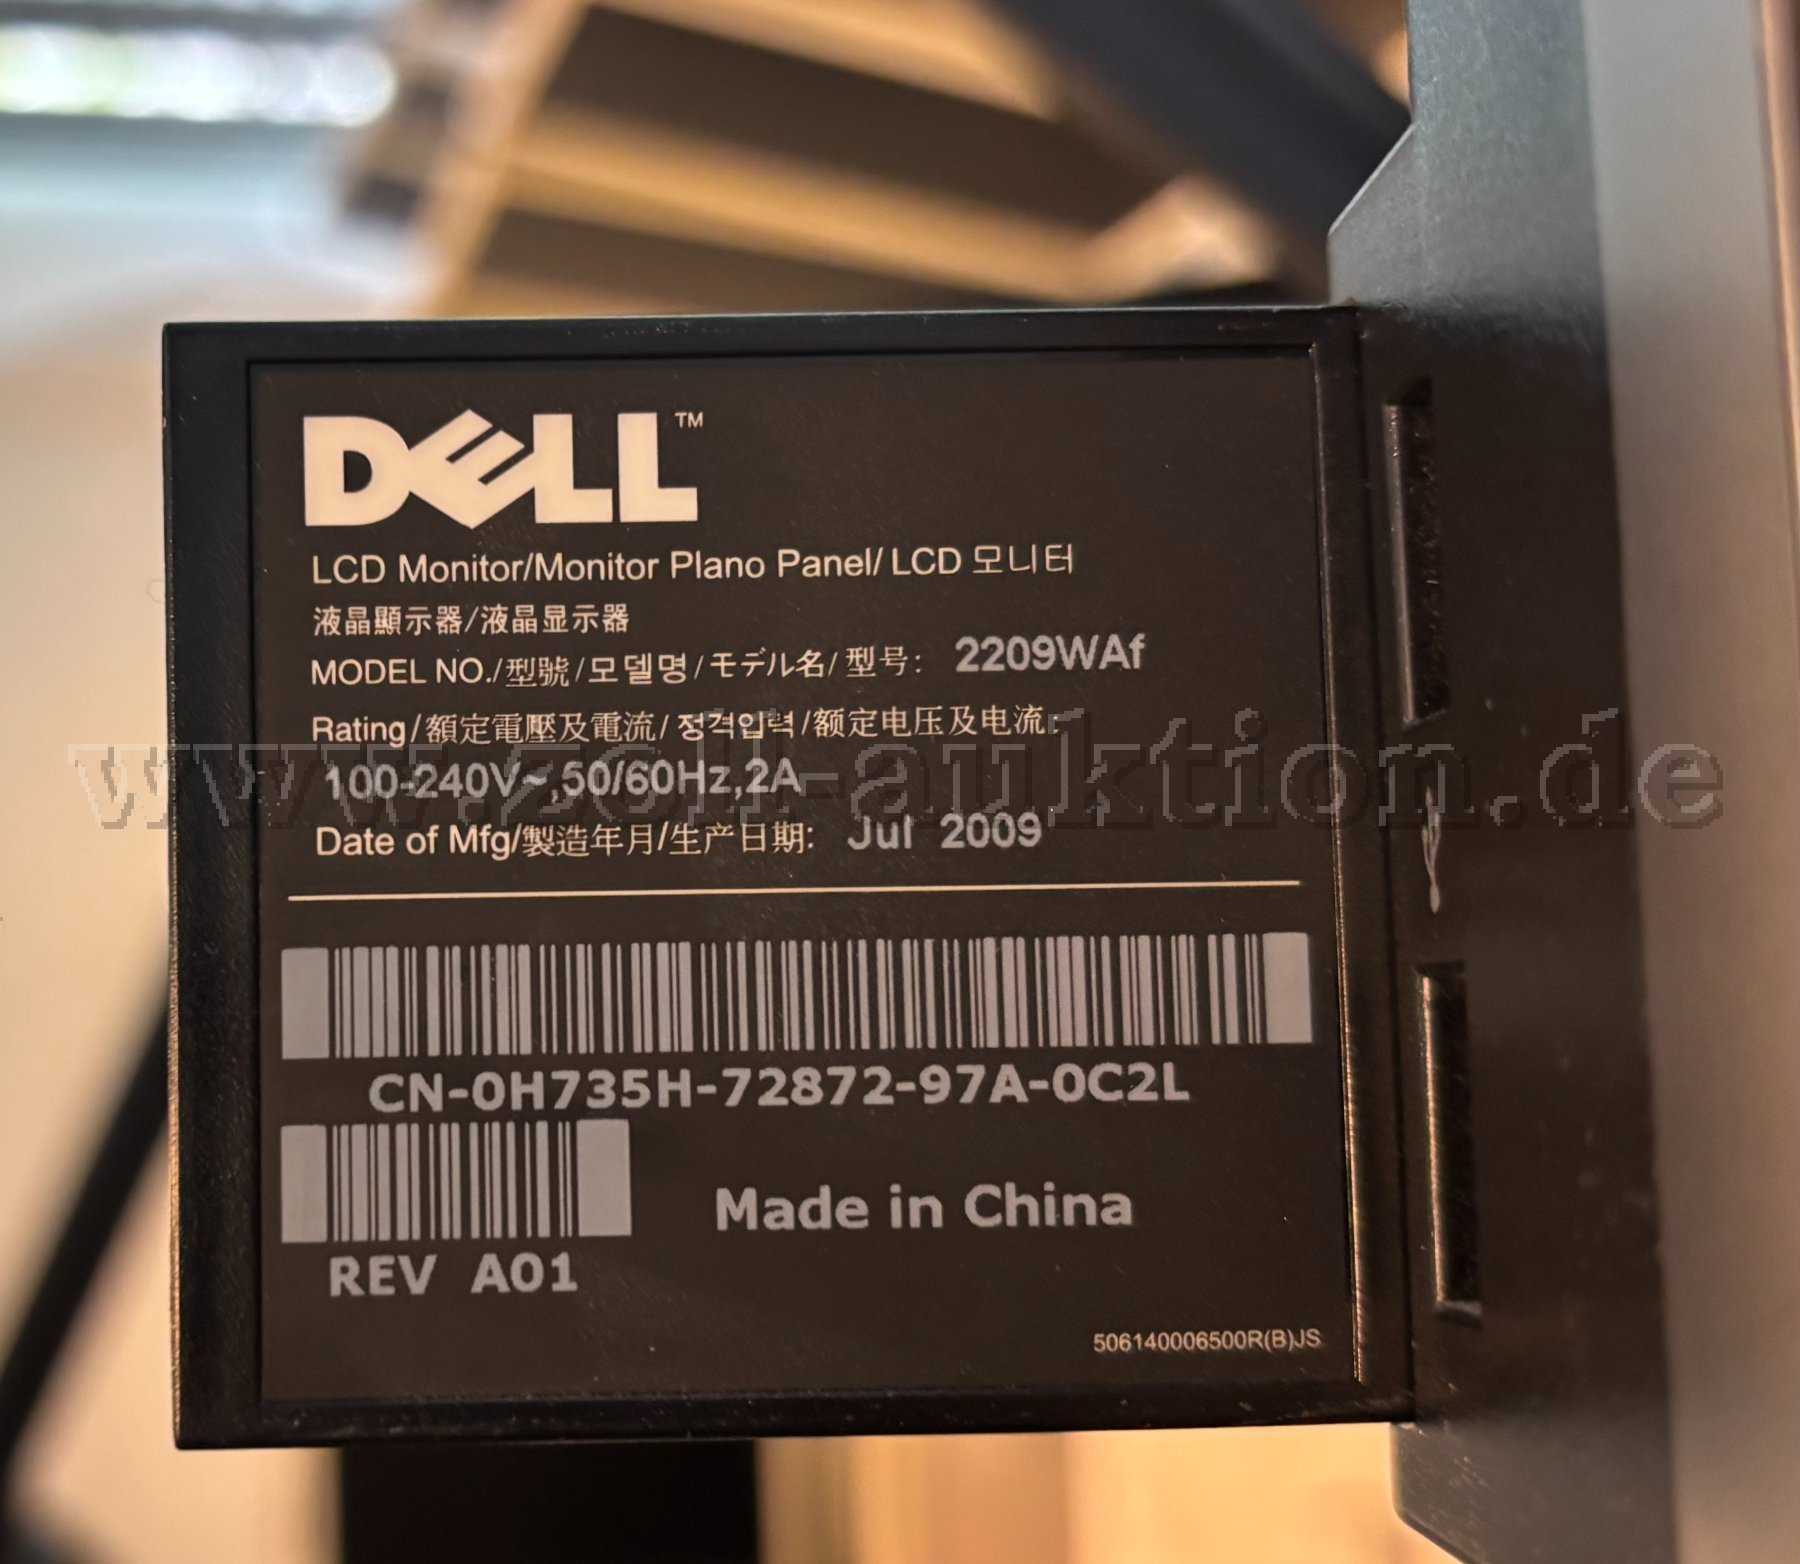 DELL™
LCD Monitor/Monitor Plano Panel/ LCD 모니터
液晶顯示器/液晶显示器
MODEL NO./型號/모델명/モデル名/型号: 2209WAf
Rating/額定電壓及電流/정격입력/额定电压及电流:
100-240V~,50/60Hz,2A
Date of Mfg/製造年月/生产日期: Jul 2009
www.zoll-auktion.de
CN-0H735H-72872-97A-0C2L
Made in China
REV A01
506140006500R(B)JS